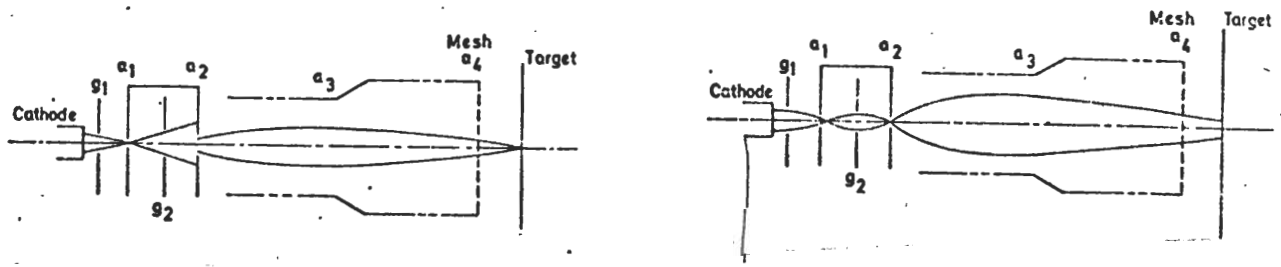 Mesh
a4
Target
a3
a1
a2
g1
Cathode
g2
Mesh
a4
Target
a3
a1
a2
g1
Cathode
g2